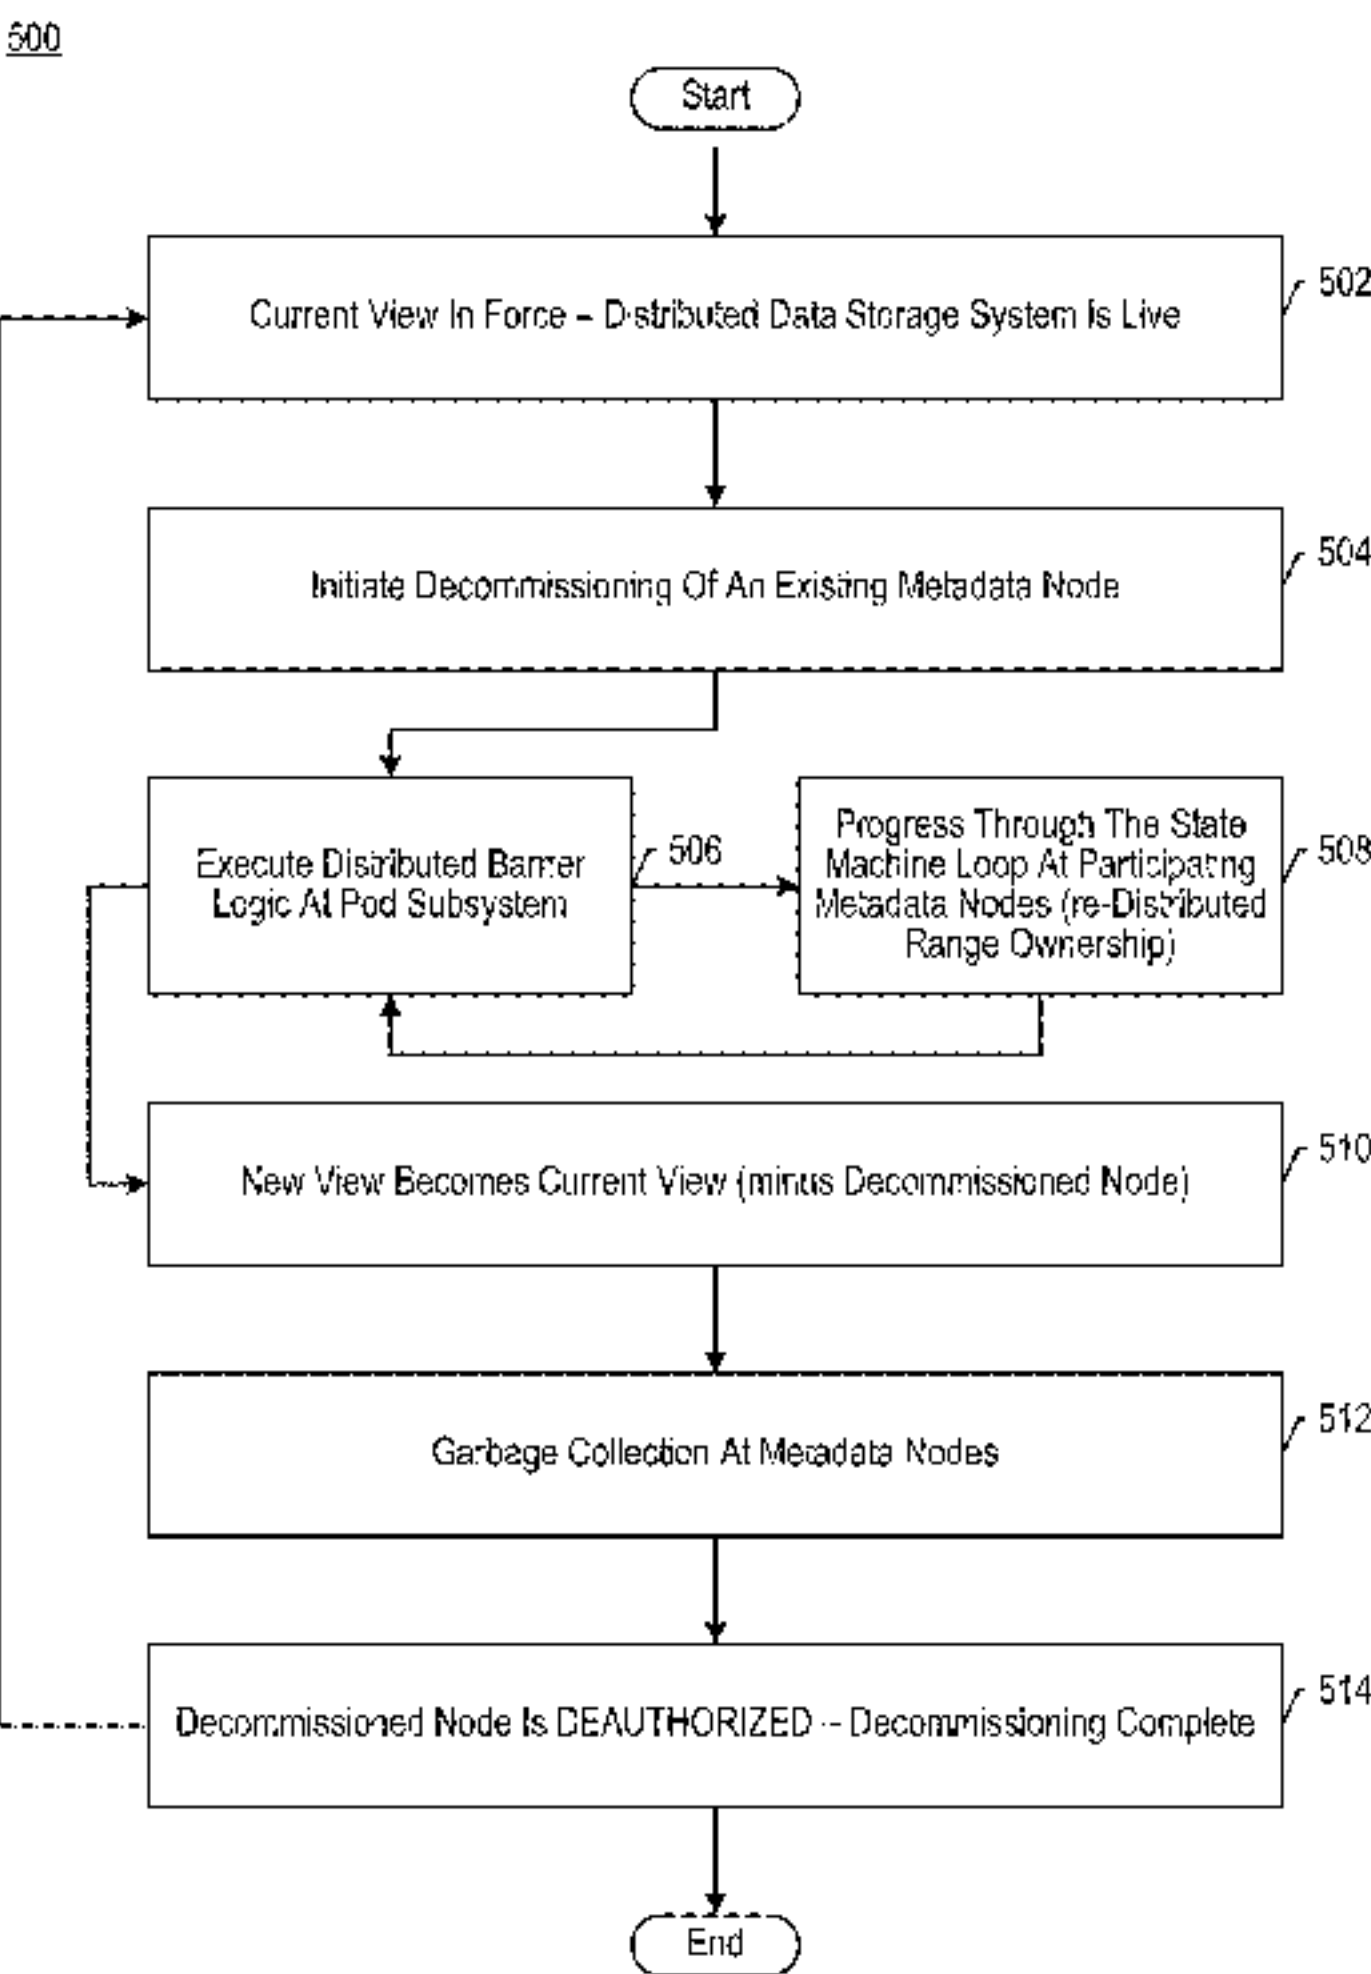 500
Start
502
Current View In Force – Distributed Data Storage System Is Live
504
Initiate Decommissioning Of An Existing Metadata Node
506
Execute Distributed Barrier
Logic At Pod Subsystem
508
Progress Through The State
Machine Loop At Participating
Metadata Nodes (re-Distributed
Range Ownership)
510
New View Becomes Current View (minus Decommissioned Node)
512
Garbage Collection At Metadata Nodes
514
Decommissioned Node Is DEAUTHORIZED -- Decommissioning Complete
End